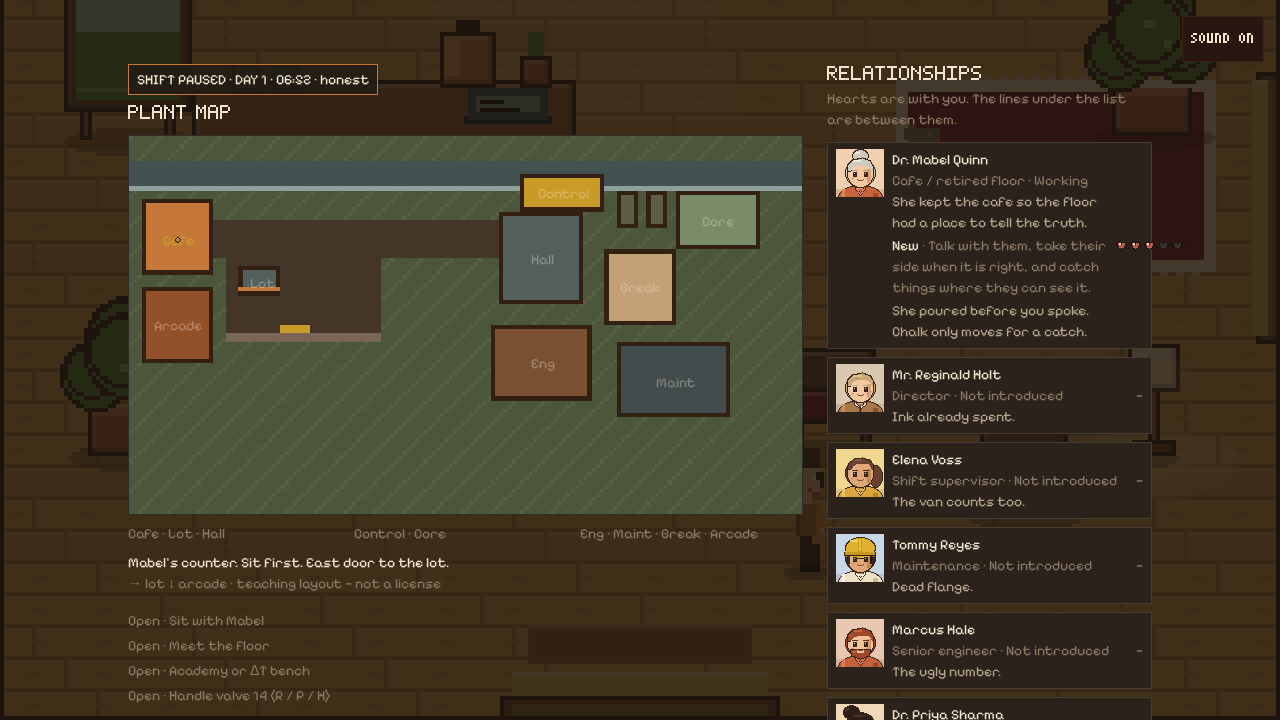 SOUND ON
SHIFT PAUSED · DAY 1 · 06:52 · honest
PLANT MAP
Control
Core
Cafe
Hall
Lot
Break
Arcade
Eng
Maint
Cafe · Lot · Hall
Control · Core
Eng · Maint · Break · Arcade
Mabel's counter. Sit first. East door to the lot.
→ lot ↓ arcade · teaching layout — not a license
Open · Sit with Mabel
Open · Meet the floor
Open · Academy or ΔT bench
Open · Handle valve 14 (R / P / H)
RELATIONSHIPS
Hearts are with you. The lines under the list
are between them.
Dr. Mabel Quinn
Cafe / retired floor · Working
She kept the cafe so the floor
had a place to tell the truth.
New · Talk with them, take their
side when it is right, and catch
things where they can see it.
She poured before you spoke.
Chalk only moves for a catch.
Mr. Reginald Holt
Director · Not introduced —
Ink already spent.
Elena Voss
Shift supervisor · Not introduced —
The van counts too.
Tommy Reyes
Maintenance · Not introduced —
Dead flange.
Marcus Hale
Senior engineer · Not introduced —
The ugly number.
Dr. Priya Sharma